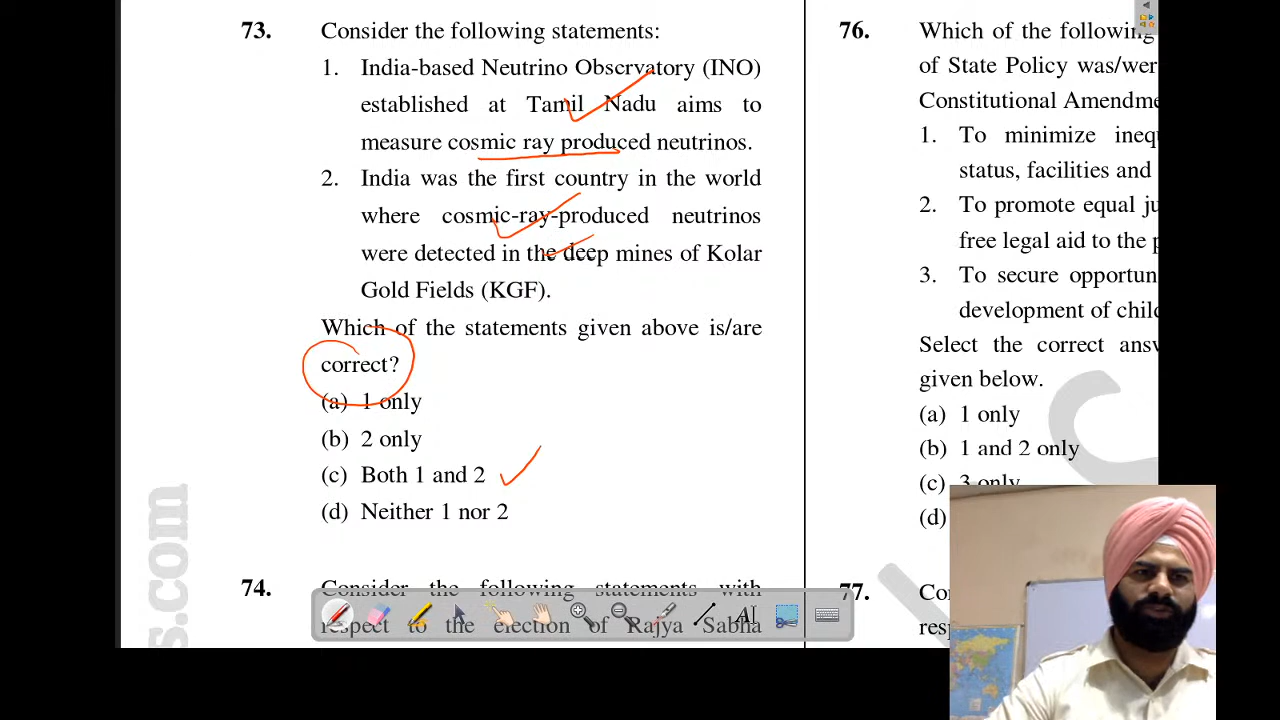 73. Consider the following statements:
1. India-based Neutrino Observatory (INO)
established at Tamil Nadu aims to
measure cosmic ray produced neutrinos.
2. India was the first country in the world
where cosmic-ray-produced neutrinos
were detected in the deep mines of Kolar
Gold Fields (KGF).
Which of the statements given above is/are
correct?
(a) 1 only
(b) 2 only
(c) Both 1 and 2
(d) Neither 1 nor 2
74. Consider the following statements with
respect to the election of Rajya Sabha
76. Which of the following
of State Policy was/wer
Constitutional Amendme
1. To minimize ineq
status, facilities and
2. To promote equal ju
free legal aid to the p
3. To secure opportun
development of child
Select the correct answ
given below.
(a) 1 only
(b) 1 and 2 only
(c) 3 only
(d)
77. Con
resp
s.com
S
AI